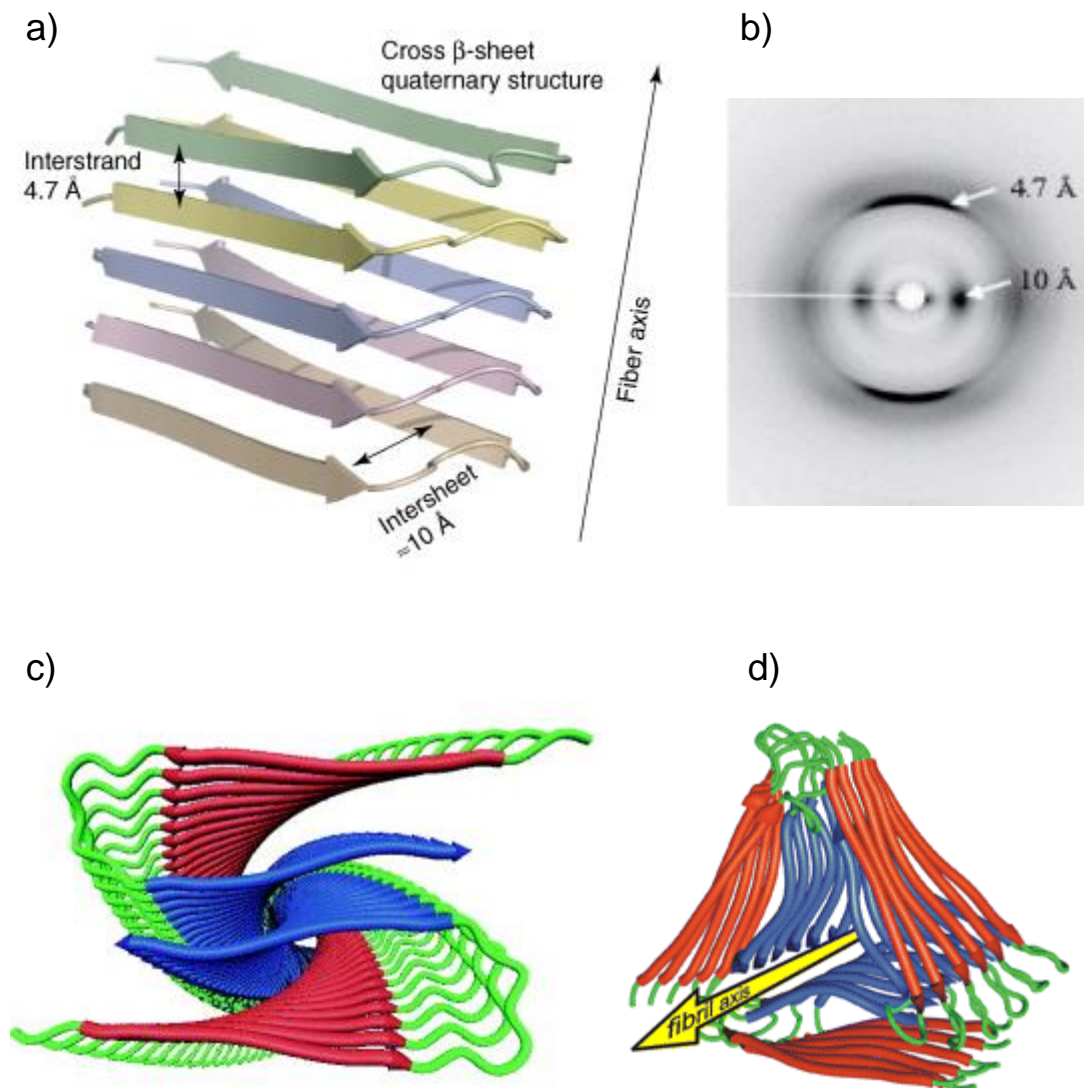 a)
Cross β-sheet
quaternary structure
Interstrand
4.7 Å
Fiber axis
Intersheet
≈10 Å
b)
4.7 Å
10 Å
c)
d)
fibril axis